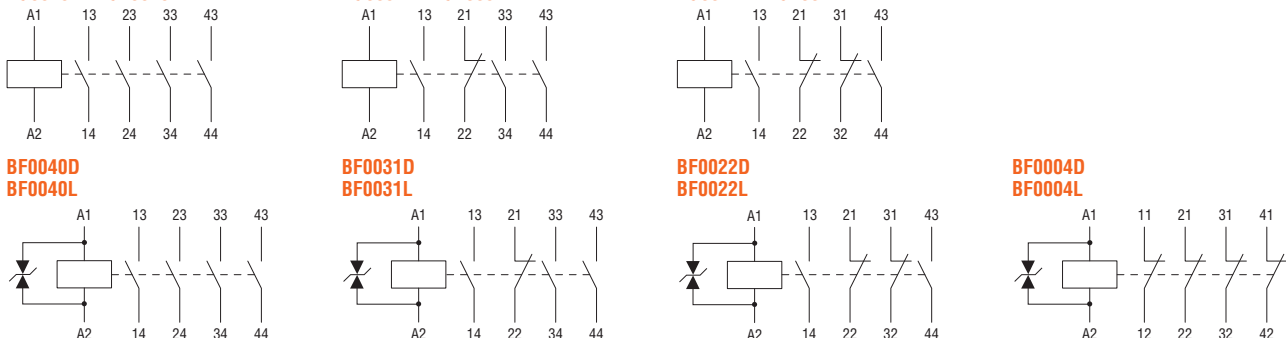 A1 13 23 33 43
A2 14 24 34 44
A1 13 21 33 43
A2 14 22 34 44
A1 13 21 31 43
A2 14 22 32 44
BF0040D
BF0040L
A1 13 23 33 43
A2 14 24 34 44
BF0031D
BF0031L
A1 13 21 33 43
A2 14 22 34 44
BF0022D
BF0022L
A1 13 21 31 43
A2 14 22 32 44
BF0004D
BF0004L
A1 11 21 31 41
A2 12 22 32 42